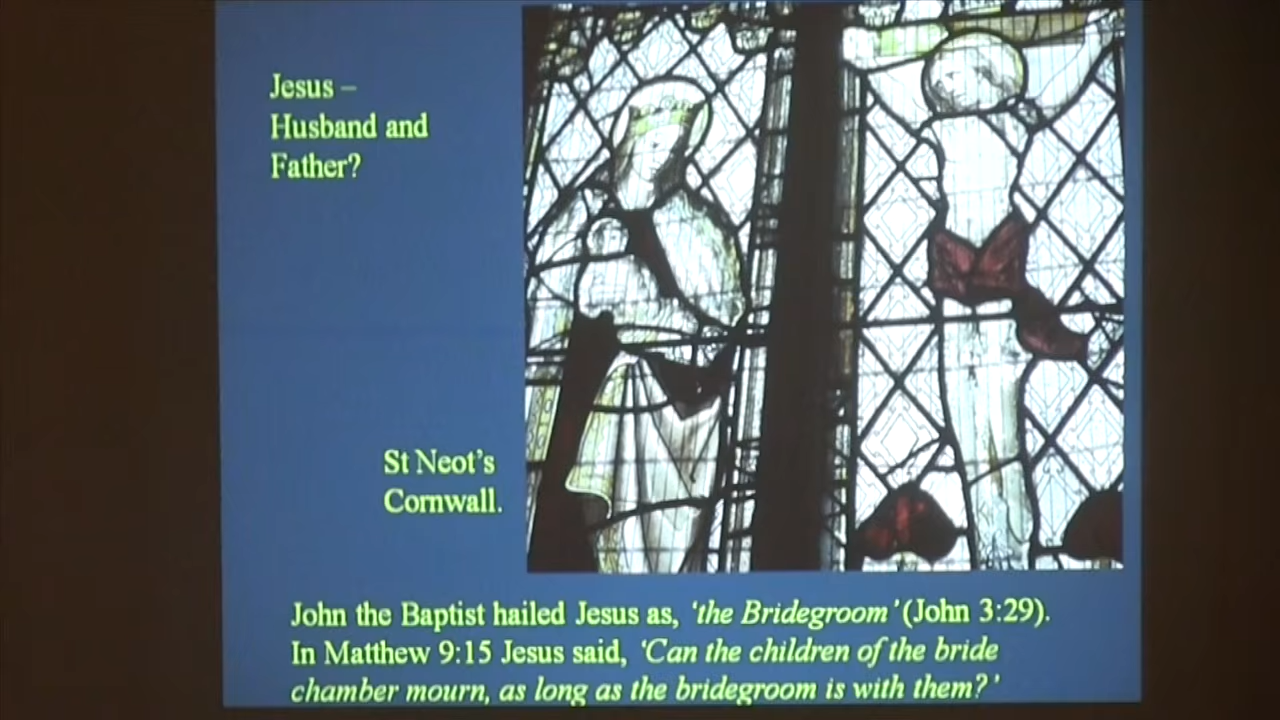 Jesus –
Husband and
Father?
St Neot’s
Cornwall.
John the Baptist hailed Jesus as, ‘the Bridegroom’ (John 3:29).
In Matthew 9:15 Jesus said, ‘Can the children of the bride
chamber mourn, as long as the bridegroom is with them?’